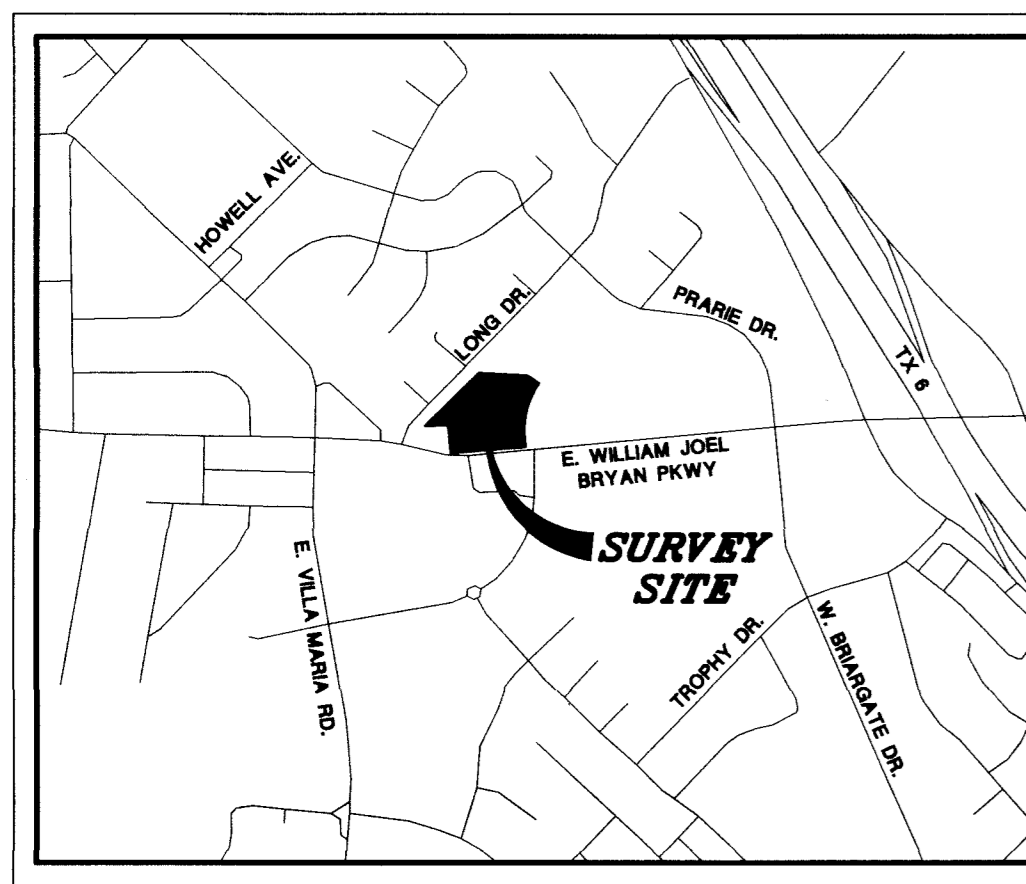 HOWELL AVE.
LONG DR.
PRARIE DR.
TX 6
E. WILLIAM JOEL
BRYAN PKWY
SURVEY
SITE
E. VILLA MARIA RD.
TROPHY DR.
W. BRIARGATE DR.